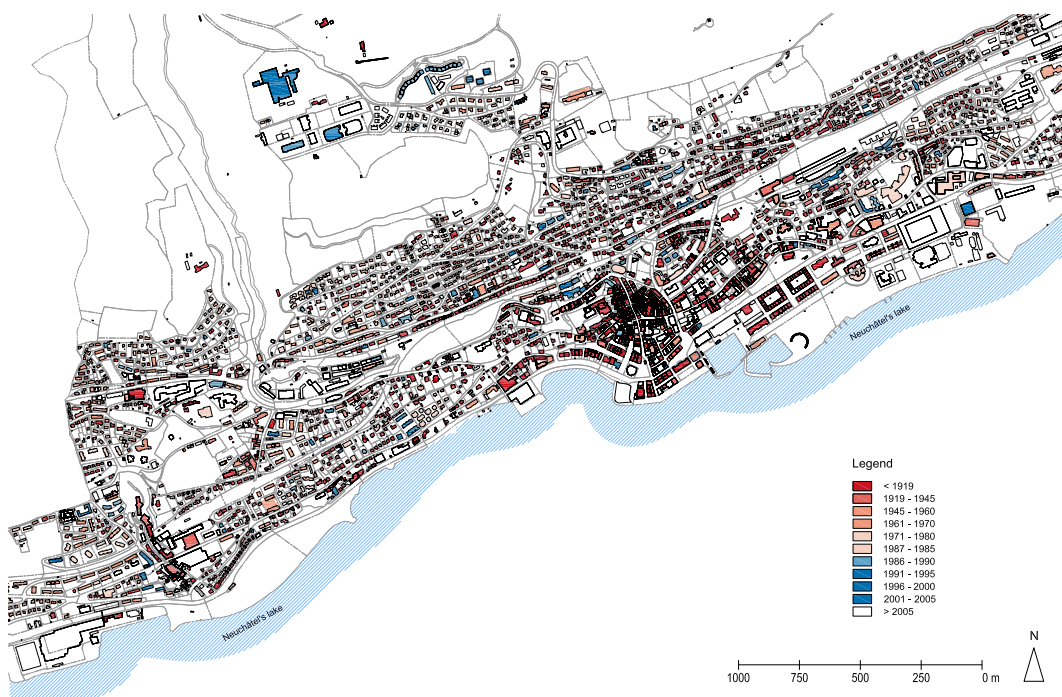 Neuchâtel's lake
Legend
< 1919
1919 - 1945
1945 - 1960
1961 - 1970
1971 - 1980
1987 - 1985
1986 - 1990
1991 - 1995
1996 - 2000
2001 - 2005
> 2005
Neuchâtel's lake
N
1000 750 500 250 0 m